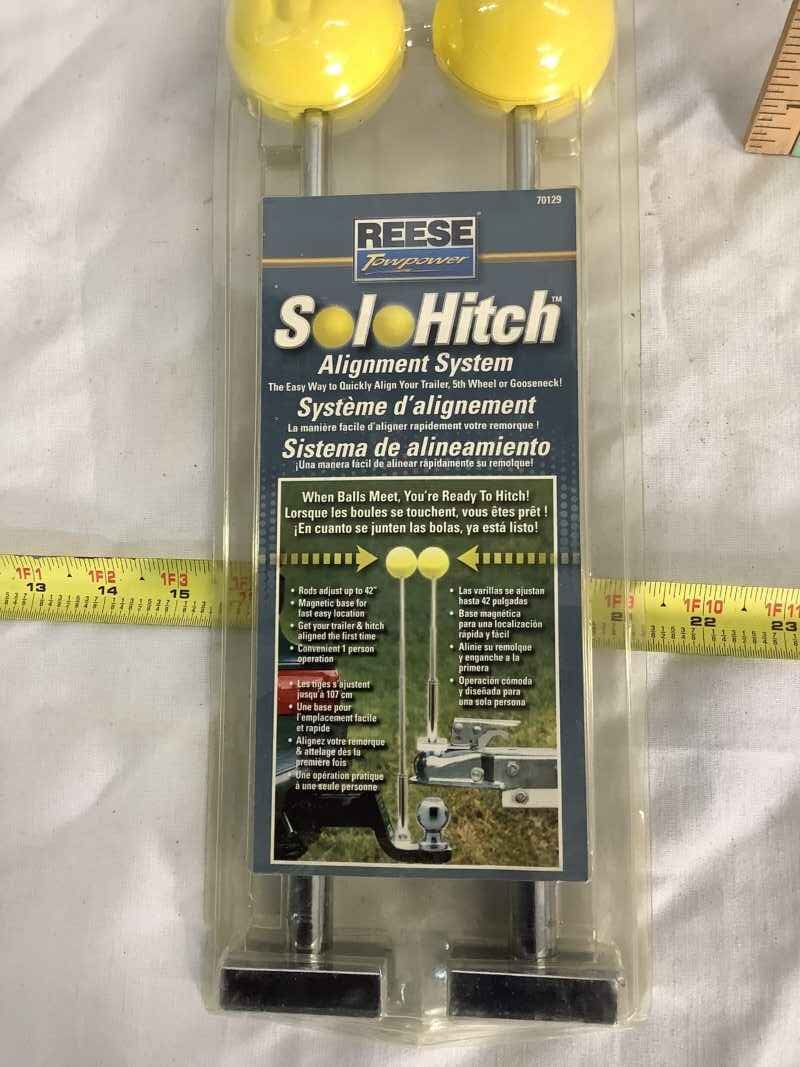 70129
REESE
Towpower
SoloHitch™
Alignment System
The Easy Way to Quickly Align Your Trailer, 5th Wheel or Gooseneck!
Système d'alignement
La manière facile d'aligner rapidement votre remorque !
Sistema de alineamiento
¡Una manera fácil de alinear rápidamente su remolque!
When Balls Meet, You're Ready To Hitch!
Lorsque les boules se touchent, vous êtes prêt !
¡En cuanto se junten las bolas, ya está listo!
• Rods adjust up to 42"
• Magnetic base for
fast easy location
• Get your trailer & hitch
aligned the first time
• Convenient 1 person
operation
• Les tiges s'ajustent
jusqu'à 107 cm
• Une base pour
l'emplacement facile
et rapide
• Alignez votre remorque
& attelage dès la
première fois
• Une opération pratique
à une seule personne
• Las varillas se ajustan
hasta 42 pulgadas
• Base magnética
para una localización
rápida y fácil
• Aliníe su remolque
y enganche a la
primera
• Operación cómoda
y diseñada para
una sola persona
1F1 1F2 1F3
13 14 15
1F9 1F10 1F11
22 23